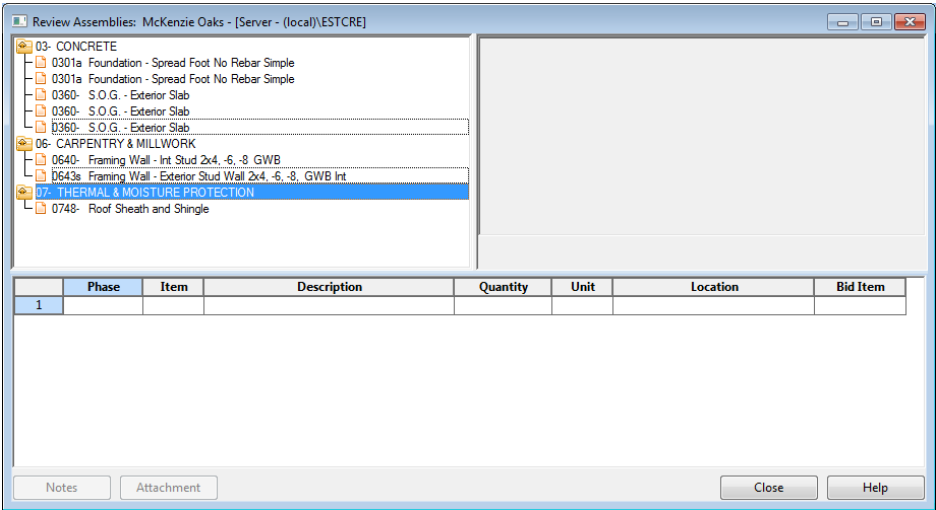 Review Assemblies: McKenzie Oaks - [Server - (local)\ESTCRE]
03- CONCRETE
0301a Foundation - Spread Foot No Rebar Simple
0301a Foundation - Spread Foot No Rebar Simple
0360- S.O.G. - Exterior Slab
0360- S.O.G. - Exterior Slab
0360- S.O.G. - Exterior Slab
06- CARPENTRY & MILLWORK
0640- Framing Wall - Int Stud 2x4, -6, -8 GWB
0643s Framing Wall - Exterior Stud Wall 2x4, -6, -8, GWB Int
07- THERMAL & MOISTURE PROTECTION
0748- Roof Sheath and Shingle
Phase Item Description Quantity Unit Location Bid Item
1
Notes Attachment Close Help